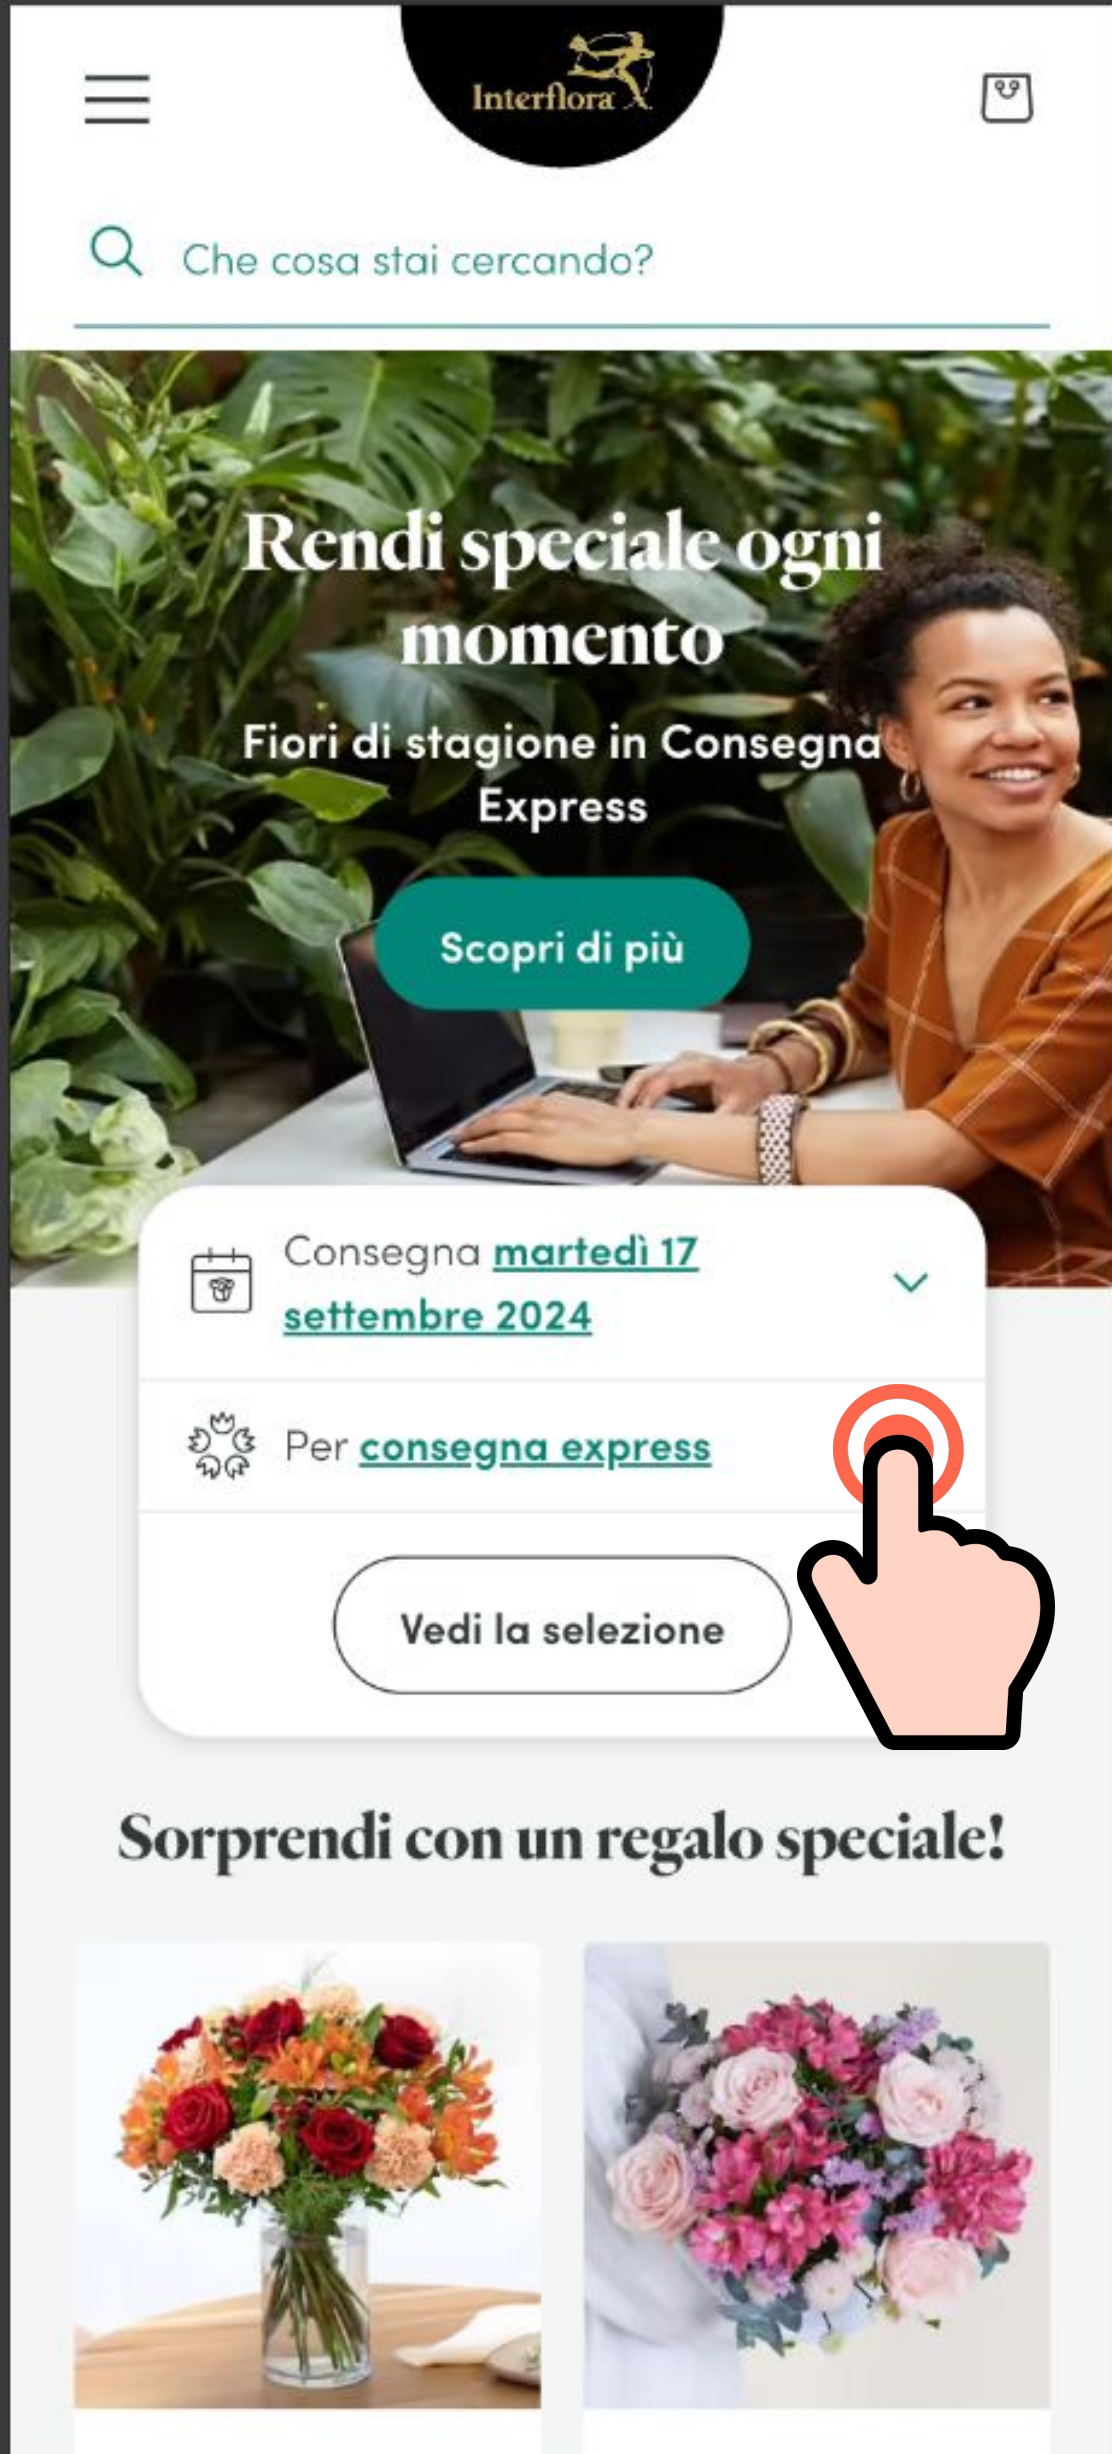 Interflora
Che cosa stai cercando?
Rendi speciale ogni
momento
Fiori di stagione in Consegna
Express
Scopri di più
Consegna martedì 17
settembre 2024
Per consegna express
Vedi la selezione
Sorprendi con un regalo speciale!